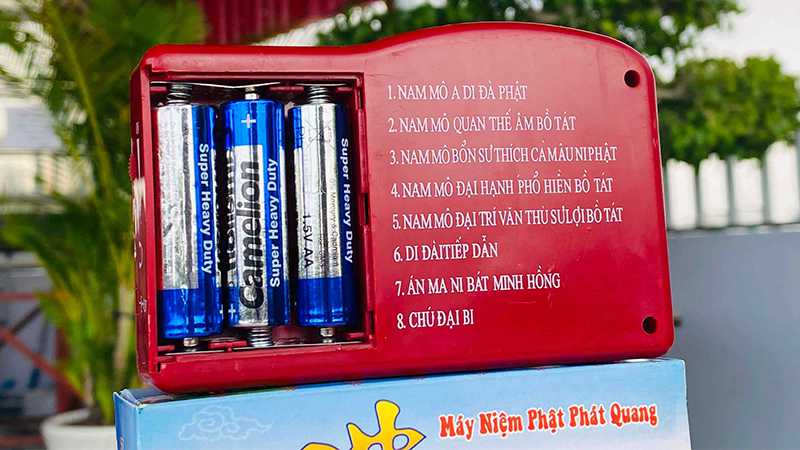 1. NAM MÔ A DI ĐÀ PHẬT
2. NAM MÔ QUAN THẾ ÂM BỒ TÁT
3. NAM MÔ BỔN SƯ THÍCH CA MÂU NI PHẬT
4. NAM MÔ ĐẠI HẠNH PHỔ HIỀN BỒ TÁT
5. NAM MÔ ĐẠI TRÍ VĂN THÙ SƯ LỢI BỒ TÁT
6. DI ĐÀI TIẾP DẪN
7. ÁN MA NI BÁT MINH HỒNG
8. CHÚ ĐẠI BI
Super Heavy Duty
Camelion
Super Heavy Duty
Super Heavy Duty
1.5V AA
Máy Niệm Phật Phát Quang